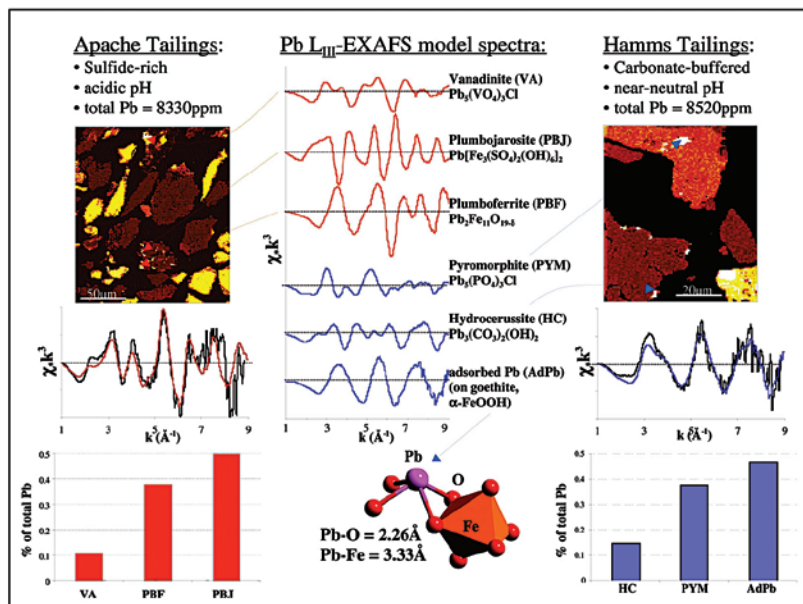 Apache Tailings:
• Sulfide-rich
• acidic pH
• total Pb = 8330ppm
50µm
χ*k³
1 3 5 7 9
k (Å⁻¹)
% of total Pb
0.5
0.4
0.3
0.2
0.1
0
VA PBF PBJ
Pb L_III-EXAFS model spectra:
Vanadinite (VA)
Pb₅(VO₄)₃Cl
Plumbojarosite (PBJ)
Pb[Fe₃(SO₄)₂(OH)₆]₂
Plumboferrite (PBF)
Pb₂Fe₁₁O₁₉₋δ
Pyromorphite (PYM)
Pb₅(PO₄)₃Cl
Hydrocerussite (HC)
Pb₃(CO₃)₂(OH)₂
adsorbed Pb (AdPb)
(on goethite,
α-FeOOH)
χ*k³
1 3 5 7 9
k (Å⁻¹)
Pb
O
Fe
Pb-O = 2.26Å
Pb-Fe = 3.33Å
Hamms Tailings:
• Carbonate-buffered
• near-neutral pH
• total Pb = 8520ppm
20µm
χ*k³
1 3 5 7 9
k (Å⁻¹)
% of total Pb
0.5
0.4
0.3
0.2
0.1
0
HC PYM AdPb